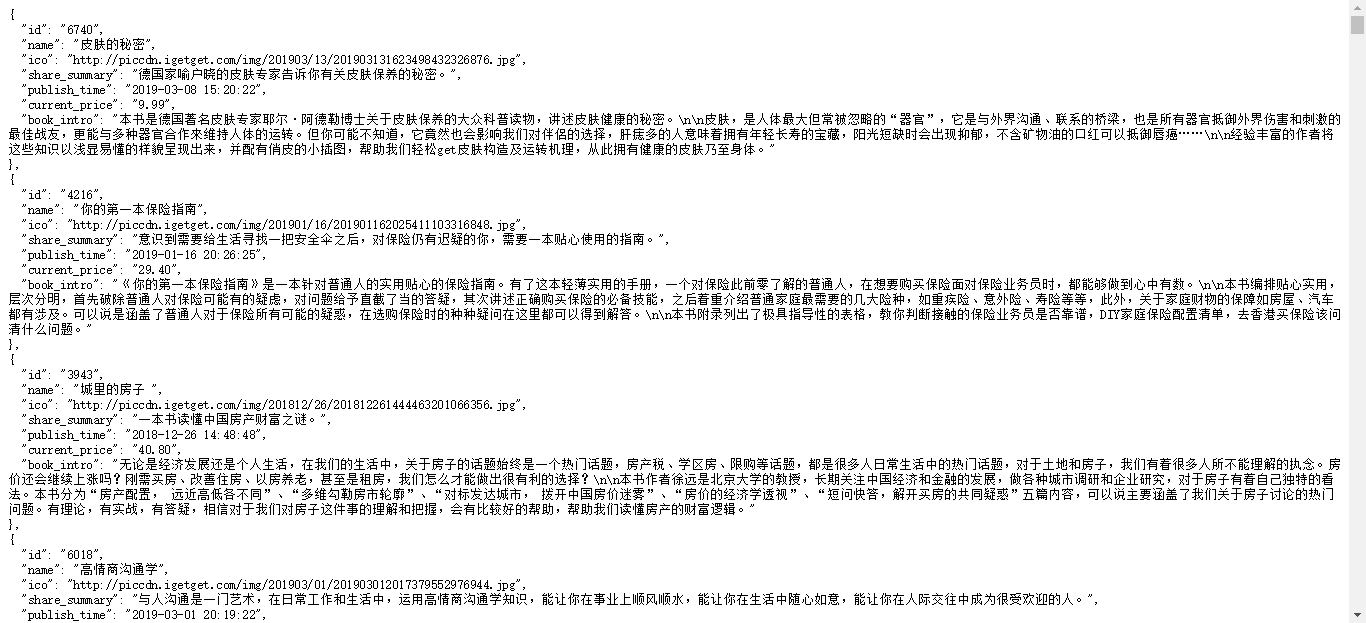 {
"id": "6740",
"name": "皮肤的秘密",
"ico": "http://piccdn.igetget.com/img/201903/13/201903131623498432326876.jpg",
"share_summary": "德国家喻户晓的皮肤专家告诉你有关皮肤保养的秘密。",
"publish_time": "2019-03-08 15:20:22",
"current_price": "9.99",
"book_intro": "本书是德国著名皮肤专家耶尔·阿德勒博士关于皮肤保养的大众科普读物，讲述皮肤健康的秘密。\n\n皮肤，是人体最大但常被忽略的“器官”，它是与外界沟通、联系的桥梁，也是所有器官抵御外界伤害和刺激的
最佳战友，更能与多种器官合作來维持人体的运转。但你可能不知道，它竟然也会影响我们对伴侣的选择，肝痣多的人意味着拥有年轻长寿的宝藏，阳光短缺时会出现抑郁，不含矿物油的口红可以抵御唇癌……\n\n经验丰富的作者将
这些知识以浅显易懂的样貌呈现出来，并配有俏皮的小插图，帮助我们轻松get皮肤构造及运转机理，从此拥有健康的皮肤乃至身体。"
},
{
"id": "4216",
"name": "你的第一本保险指南",
"ico": "http://piccdn.igetget.com/img/201901/16/201901162025411103316848.jpg",
"share_summary": "意识到需要给生活寻找一把安全伞之后，对保险仍有迟疑的你，需要一本贴心使用的指南。",
"publish_time": "2019-01-16 20:26:25",
"current_price": "29.40",
"book_intro": "《你的第一本保险指南》是一本针对普通人的实用贴心的保险指南。有了这本轻薄实用的手册，一个对保险此前零了解的普通人，在想要购买保险面对保险业务员时，都能够做到心中有数。\n\n本书编排贴心实用，
层次分明，首先破除普通人对保险可能有的疑虑，对问题给予直截了当的答疑，其次讲述正确购买保险的必备技能，之后着重介绍普通家庭最需要的几大险种，如重疾险、意外险、寿险等等，此外，关于家庭财物的保障如房屋、汽车
都有涉及。可以说是涵盖了普通人对于保险所有可能的疑惑，在选购保险时的种种疑问在这里都可以得到解答。\n\n本书附录列出了极具指导性的表格，教你判断接触的保险业务员是否靠谱，DIY家庭保险配置清单，去香港买保险该问
清什么问题。"
},
{
"id": "3943",
"name": "城里的房子 ",
"ico": "http://piccdn.igetget.com/img/201812/26/201812261444463201066356.jpg",
"share_summary": "一本书读懂中国房产财富之谜。",
"publish_time": "2018-12-26 14:48:48",
"current_price": "40.80",
"book_intro": "无论是经济发展还是个人生活，在我们的生活中，关于房子的话题始终是一个热门话题，房产税、学区房、限购等话题，都是很多人日常生活中的热门话题，对于土地和房子，我们有着很多人所不能理解的执念。房
价还会继续上涨吗？刚需买房、改善住房、以房养老，甚至是租房，我们怎么才能做出很有利的选择？\n\n本书作者徐远是北京大学的教授，长期关注中国经济和金融的发展，做各种城市调研和企业研究，对于房子有着自己独特的看
法。本书分为“房产配置， 远近高低各不同”、“多维勾勒房市轮廓”、“对标发达城市， 拨开中国房价迷雾”、“房价的经济学透视”、“短问快答，解开买房的共同疑惑”五篇内容，可以说主要涵盖了我们关于房子讨论的热门
问题。有理论，有实战，有答疑，相信对于我们对房子这件事的理解和把握，会有比较好的帮助，帮助我们读懂房产的财富逻辑。"
},
{
"id": "6018",
"name": "高情商沟通学",
"ico": "http://piccdn.igetget.com/img/201903/01/201903012017379552976944.jpg",
"share_summary": "与人沟通是一门艺术，在日常工作和生活中，运用高情商沟通学知识，能让你在事业上顺风顺水，能让你在生活中随心如意，能让你在人际交往中成为很受欢迎的人。",
"publish_time": "2019-03-01 20:19:22",